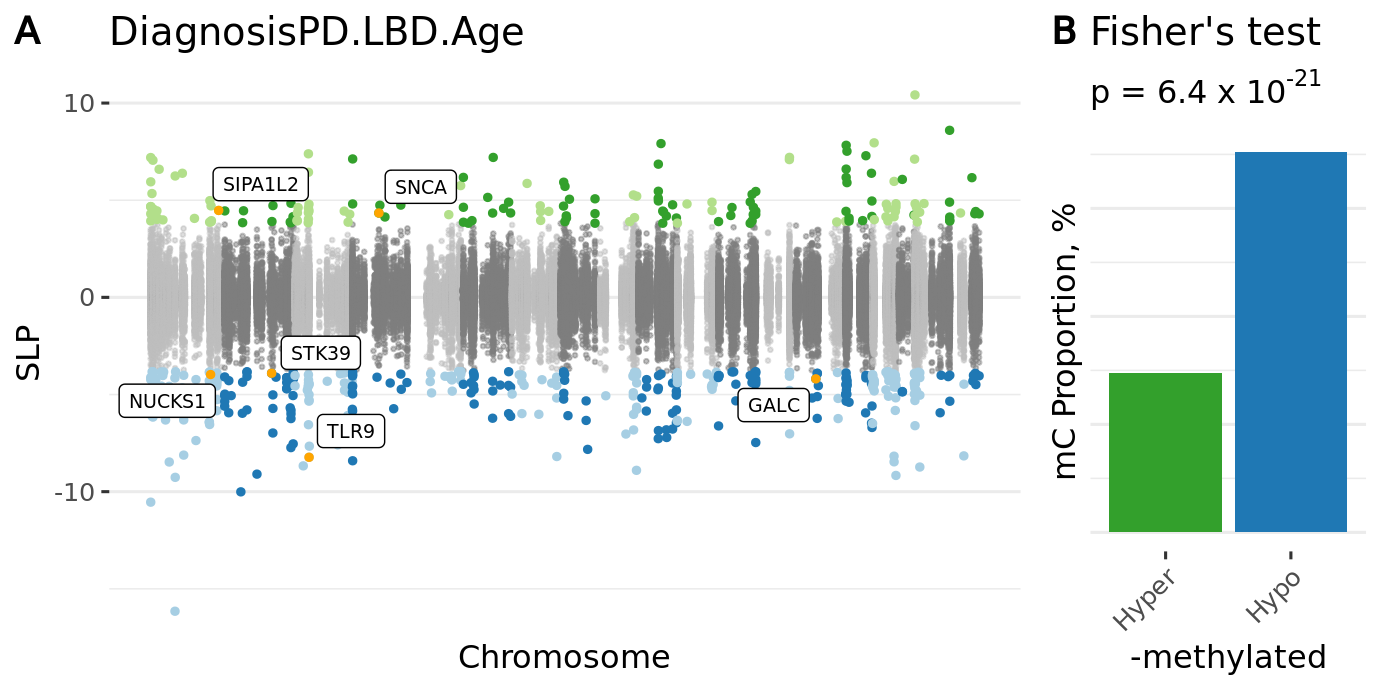 A DiagnosisPD.LBD.Age
SLP
10
0
-10
SIPA1L2
SNCA
STK39
NUCKS1
TLR9
GALC
Chromosome
B Fisher's test
p = 6.4 x 10⁻²¹
mC Proportion, %
Hyper
Hypo
-methylated